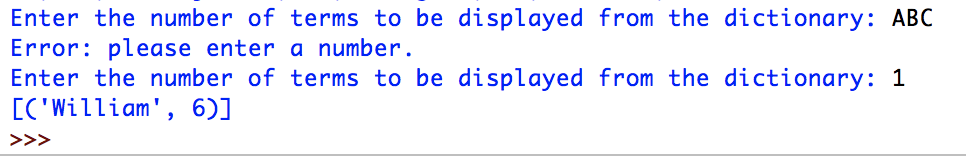 Enter the number of terms to be displayed from the dictionary: ABC
Error: please enter a number.
Enter the number of terms to be displayed from the dictionary: 1
[('William', 6)]
>>>